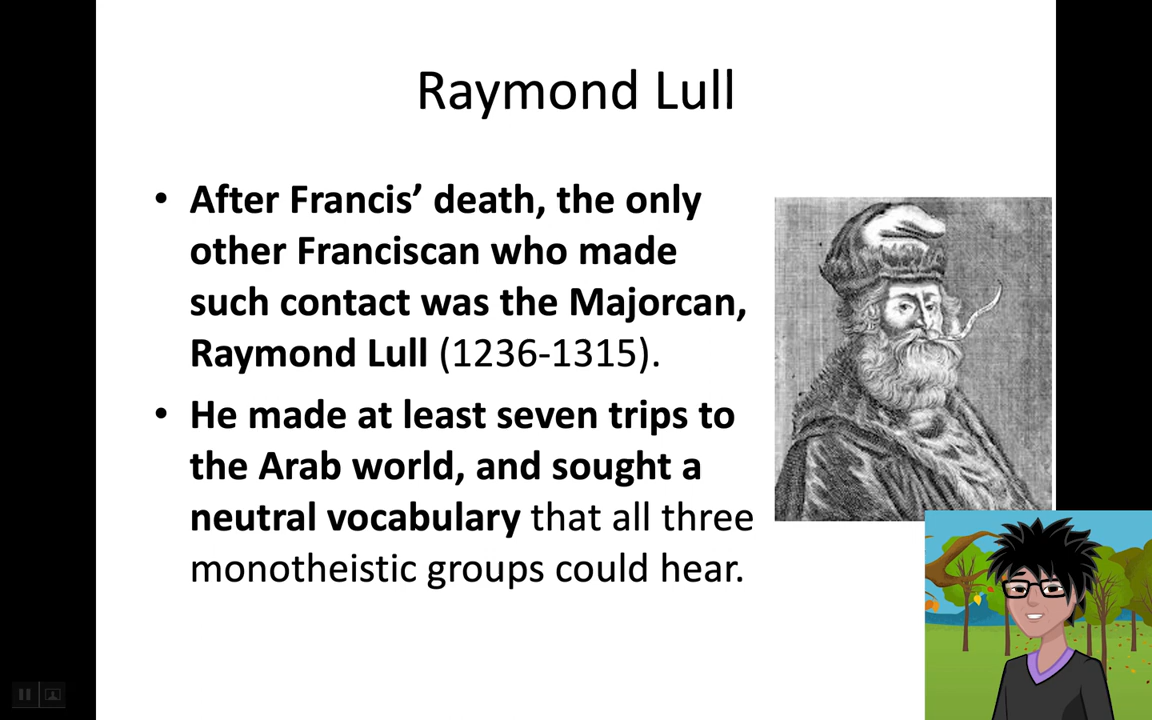 Raymond Lull
• After Francis’ death, the only
other Franciscan who made
such contact was the Majorcan,
Raymond Lull (1236-1315).
• He made at least seven trips to
the Arab world, and sought a
neutral vocabulary that all three
monotheistic groups could hear.